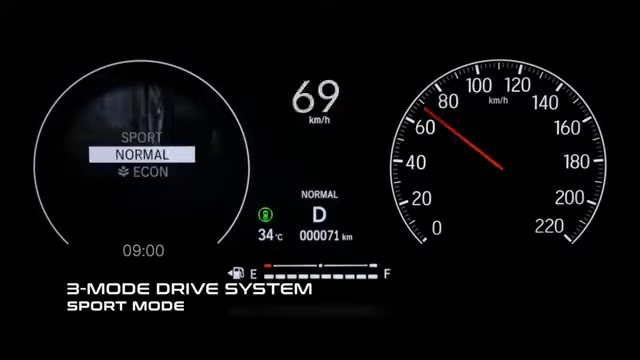 SPORT
NORMAL
ECON
09:00
69
km/h
NORMAL
D
34 °C
000071 km
E
F
0
20
40
60
80
100
120
140
160
180
200
220
km/h
3-MODE DRIVE SYSTEM
SPORT MODE